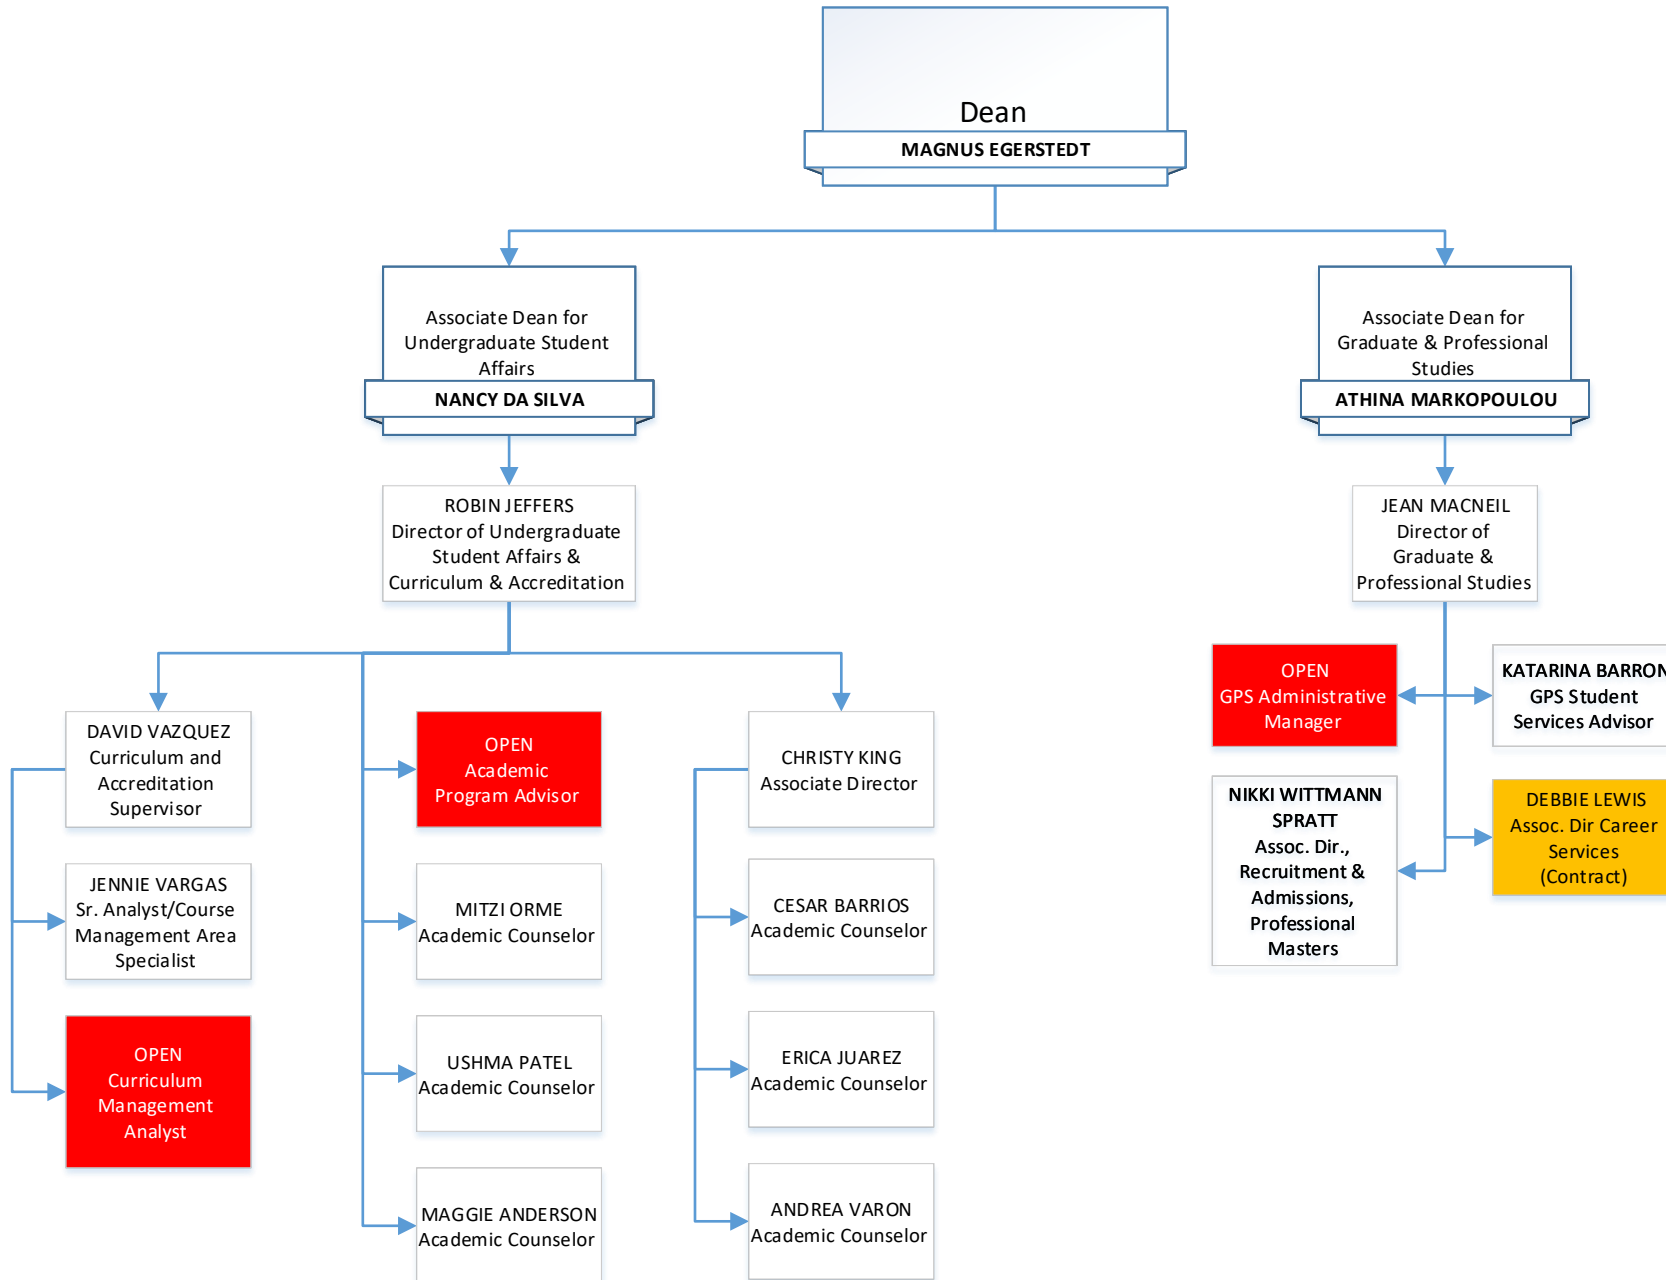 Dean
MAGNUS EGERSTEDT
Associate Dean for
Undergraduate Student
Affairs
NANCY DA SILVA
Associate Dean for
Graduate & Professional
Studies
ATHINA MARKOPOULOU
ROBIN JEFFERS
Director of Undergraduate
Student Affairs &
Curriculum & Accreditation
JEAN MACNEIL
Director of
Graduate &
Professional Studies
OPEN
GPS Administrative
Manager
KATARINA BARRON
GPS Student
Services Advisor
NIKKI WITTMANN
SPRATT
Assoc. Dir.,
Recruitment &
Admissions,
Professional
Masters
DEBBIE LEWIS
Assoc. Dir Career
Services
(Contract)
DAVID VAZQUEZ
Curriculum and
Accreditation
Supervisor
JENNIE VARGAS
Sr. Analyst/Course
Management Area
Specialist
OPEN
Curriculum
Management
Analyst
OPEN
Academic
Program Advisor
MITZI ORME
Academic Counselor
USHMA PATEL
Academic Counselor
MAGGIE ANDERSON
Academic Counselor
CHRISTY KING
Associate Director
CESAR BARRIOS
Academic Counselor
ERICA JUAREZ
Academic Counselor
ANDREA VARON
Academic Counselor